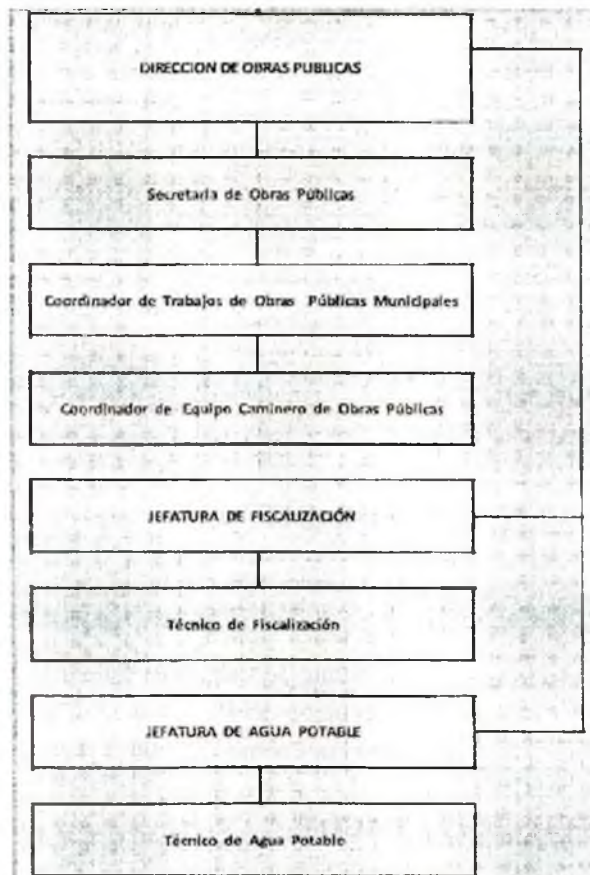 DIRECCION DE OBRAS PUBLICAS
Secretaria de Obras Públicas
Coordinador de Trabajos de Obras Públicas Municipales
Coordinador de Equipo Caminero de Obras Públicas
JEFATURA DE FISCALIZACIÓN
Técnico de Fiscalización
JEFATURA DE AGUA POTABLE
Técnico de Agua Potable